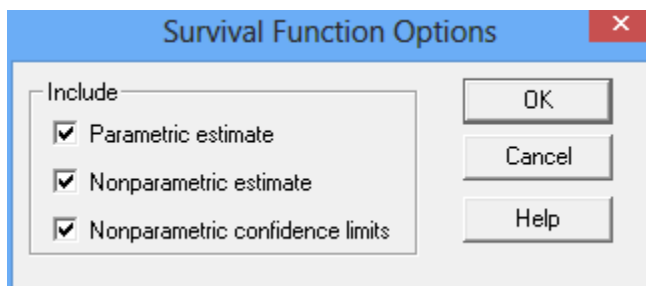 Survival Function Options
Include
Parametric estimate
Nonparametric estimate
Nonparametric confidence limits
OK
Cancel
Help